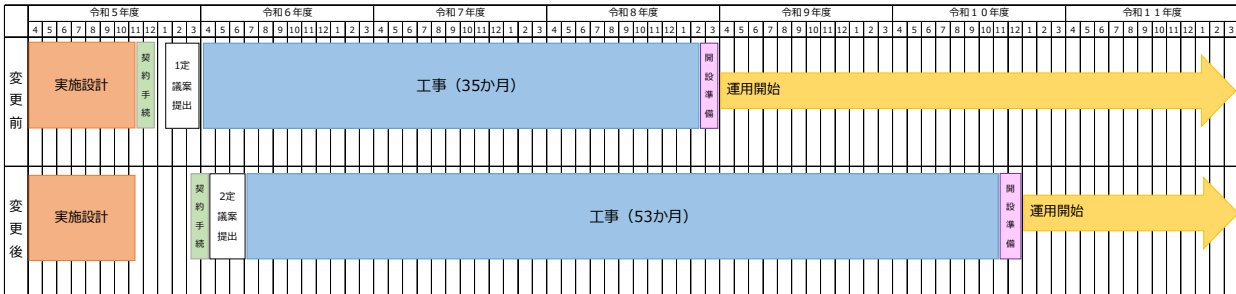 令和5年度 令和6年度 令和7年度 令和8年度 令和9年度 令和10年度 令和11年度
4 5 6 7 8 9 10 11 12 1 2 3 4 5 6 7 8 9 10 11 12 1 2 3 4 5 6 7 8 9 10 11 12 1 2 3 4 5 6 7 8 9 10 11 12 1 2 3 4 5 6 7 8 9 10 11 12 1 2 3 4 5 6 7 8 9 10 11 12 1 2 3 4 5 6 7 8 9 10 11 12 1 2 3
変更前
実施設計
契約手続
1定
議案
提出
工事（35か月）
開設準備
運用開始
変更後
実施設計
契約手続
2定
議案
提出
工事（53か月）
開設準備
運用開始